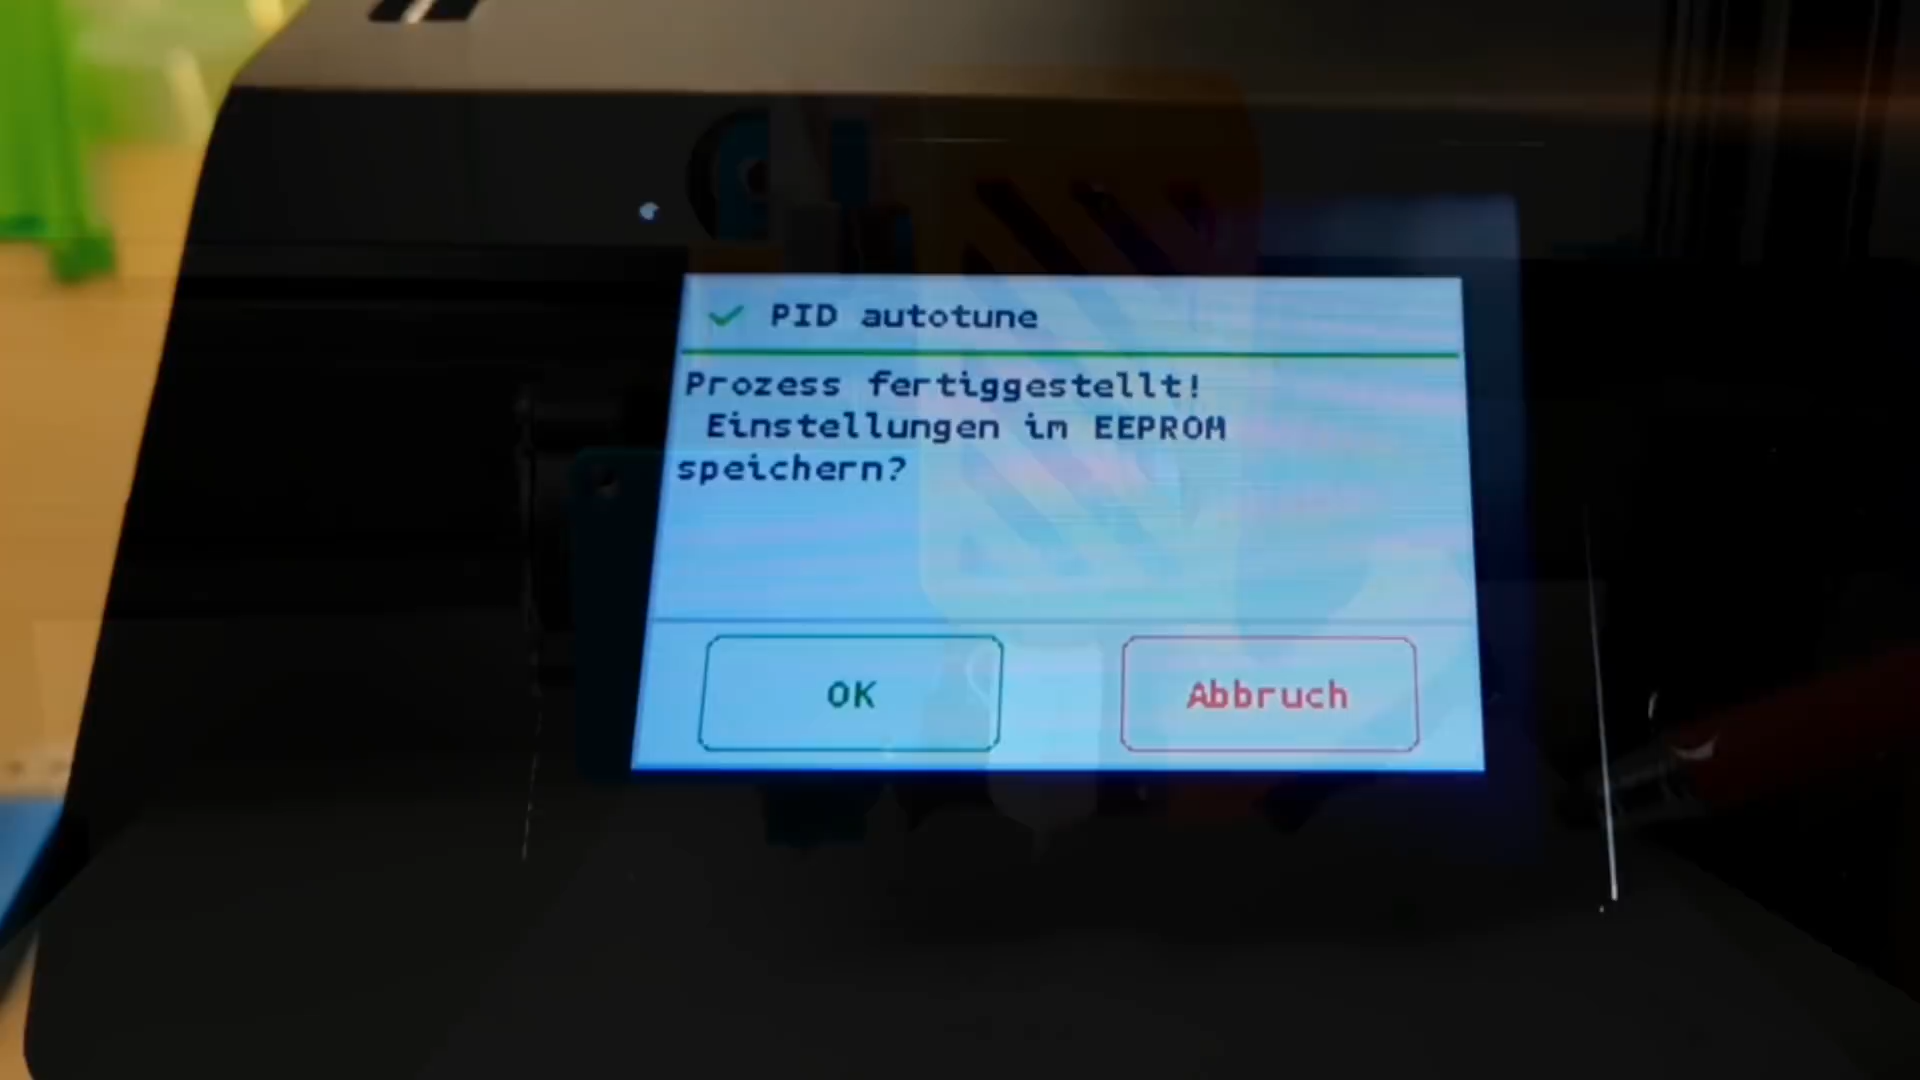 PID autotune
Prozess fertiggestellt!
Einstellungen im EEPROM
speichern?
OK
Abbruch